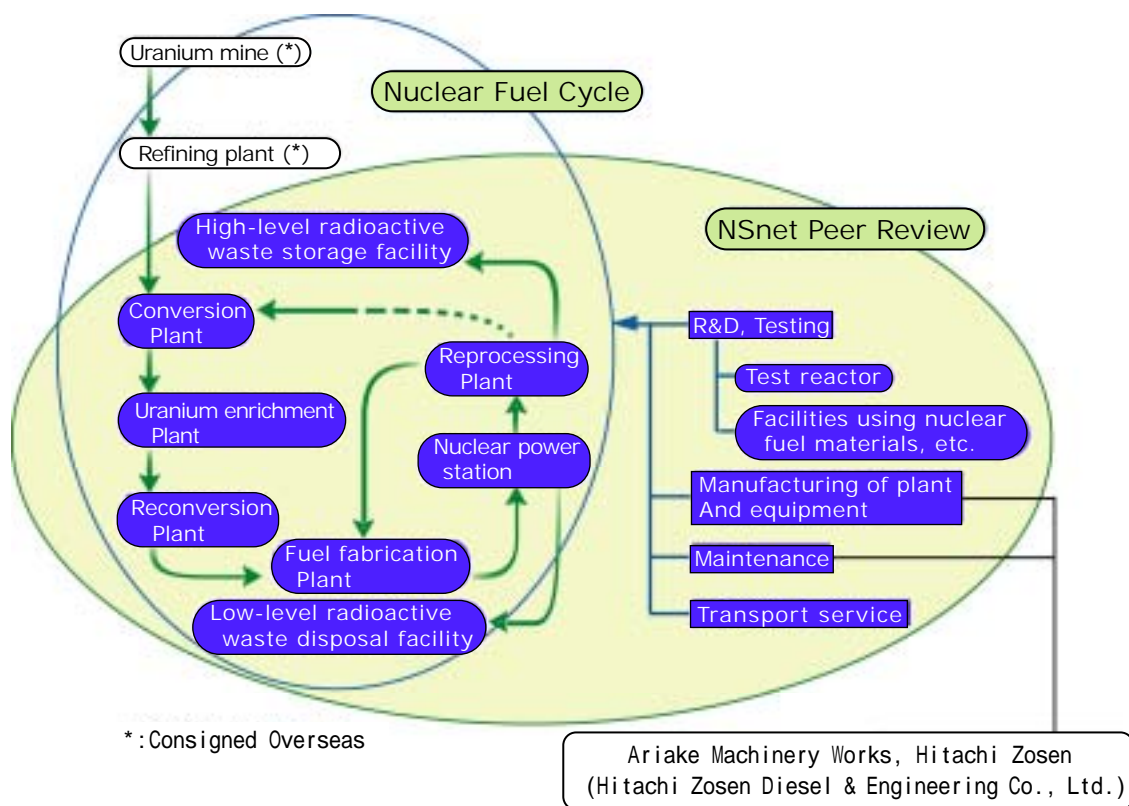 Uranium mine (*)
Nuclear Fuel Cycle
Refining plant (*)
High-level radioactive
waste storage facility
NSnet Peer Review
Conversion
Plant
R&D, Testing
Reprocessing
Plant
Test reactor
Uranium enrichment
Plant
Facilities using nuclear
fuel materials, etc.
Nuclear power
station
Manufacturing of plant
And equipment
Reconversion
Plant
Fuel fabrication
Plant
Maintenance
Low-level radioactive
waste disposal facility
Transport service
*:Consigned Overseas
Ariake Machinery Works, Hitachi Zosen
(Hitachi Zosen Diesel & Engineering Co., Ltd.)